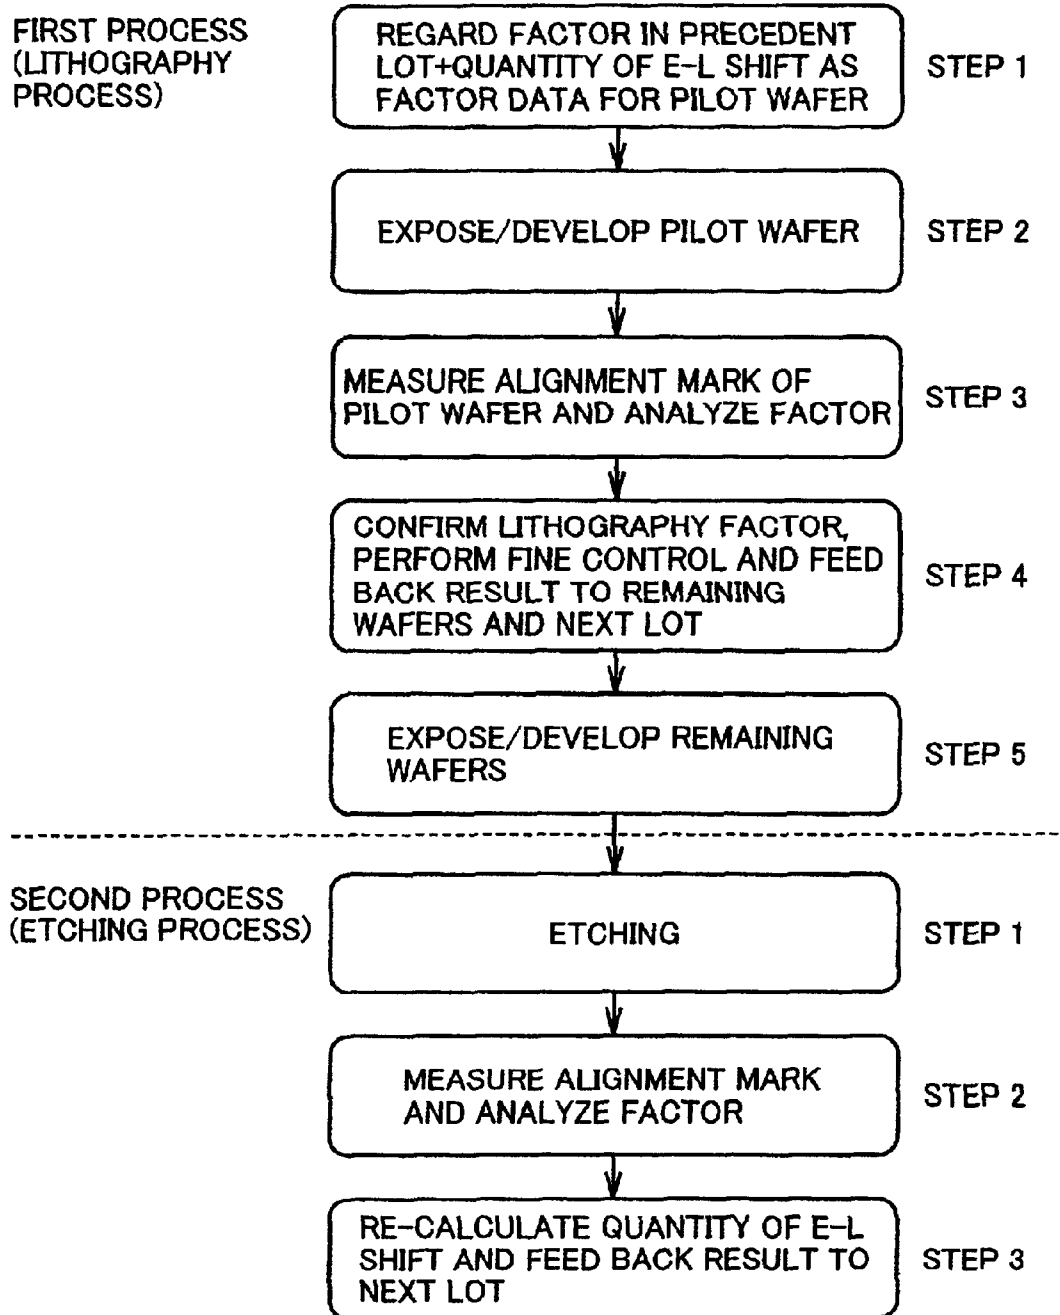 FIRST PROCESS
(LITHOGRAPHY
PROCESS)
REGARD FACTOR IN PRECEDENT
LOT+QUANTITY OF E-L SHIFT AS
FACTOR DATA FOR PILOT WAFER
STEP 1
EXPOSE/DEVELOP PILOT WAFER
STEP 2
MEASURE ALIGNMENT MARK OF
PILOT WAFER AND ANALYZE FACTOR
STEP 3
CONFIRM LITHOGRAPHY FACTOR,
PERFORM FINE CONTROL AND FEED
BACK RESULT TO REMAINING
WAFERS AND NEXT LOT
STEP 4
EXPOSE/DEVELOP REMAINING
WAFERS
STEP 5
SECOND PROCESS
(ETCHING PROCESS)
ETCHING
STEP 1
MEASURE ALIGNMENT MARK
AND ANALYZE FACTOR
STEP 2
RE-CALCULATE QUANTITY OF E-L
SHIFT AND FEED BACK RESULT TO
NEXT LOT
STEP 3